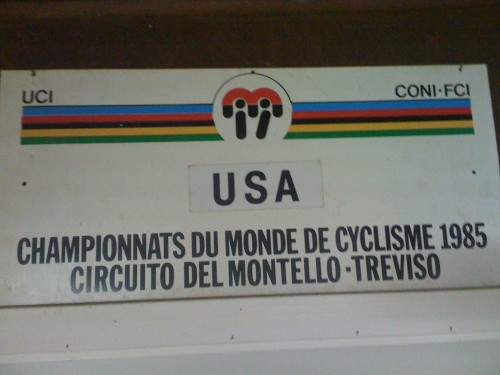 UCI CONI·FCI
USA
CHAMPIONNATS DU MONDE DE CYCLISME 1985
CIRCUITO DEL MONTELLO·TREVISO